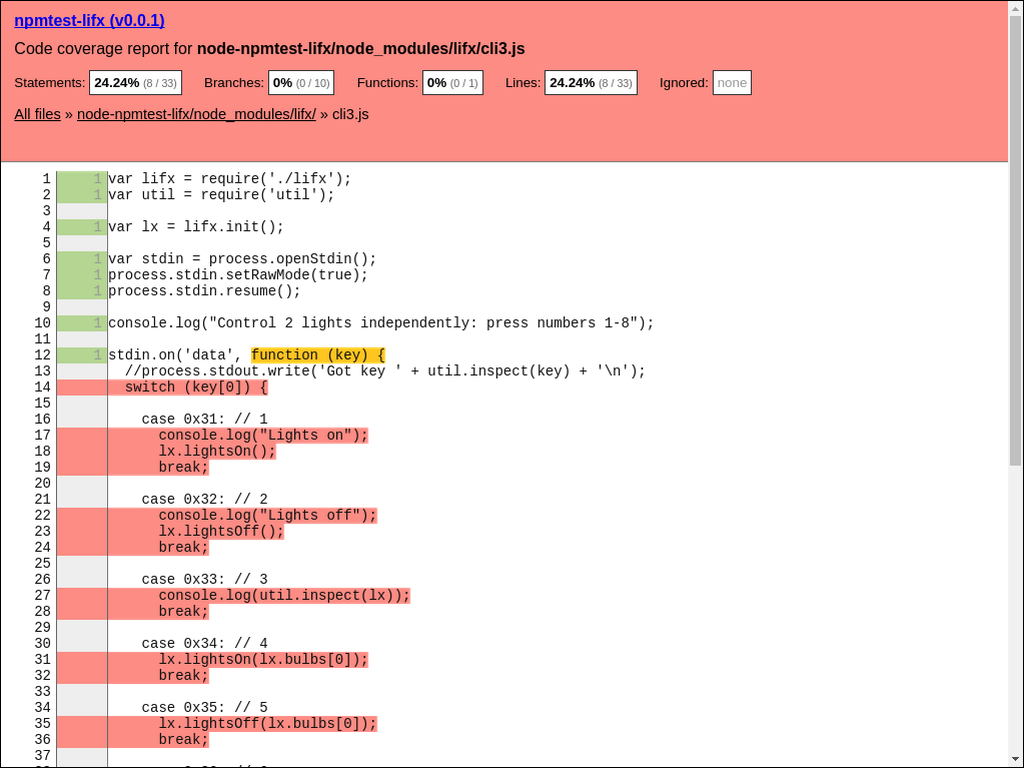 npmtest-lifx (v0.0.1)
Code coverage report for node-npmtest-lifx/node_modules/lifx/cli3.js
Statements: 24.24% (8 / 33) Branches: 0% (0 / 10) Functions: 0% (0 / 1) Lines: 24.24% (8 / 33) Ignored: none
All files » node-npmtest-lifx/node_modules/lifx/ » cli3.js
1 1 var lifx = require('./lifx');
2 1 var util = require('util');
3
4 1 var lx = lifx.init();
5
6 1 var stdin = process.openStdin();
7 1 process.stdin.setRawMode(true);
8 1 process.stdin.resume();
9
10 1 console.log("Control 2 lights independently: press numbers 1-8");
11
12 1 stdin.on('data', function (key) {
13 //process.stdout.write('Got key ' + util.inspect(key) + '\n');
14 switch (key[0]) {
15
16 case 0x31: // 1
17 console.log("Lights on");
18 lx.lightsOn();
19 break;
20
21 case 0x32: // 2
22 console.log("Lights off");
23 lx.lightsOff();
24 break;
25
26 case 0x33: // 3
27 console.log(util.inspect(lx));
28 break;
29
30 case 0x34: // 4
31 lx.lightsOn(lx.bulbs[0]);
32 break;
33
34 case 0x35: // 5
35 lx.lightsOff(lx.bulbs[0]);
36 break;
37